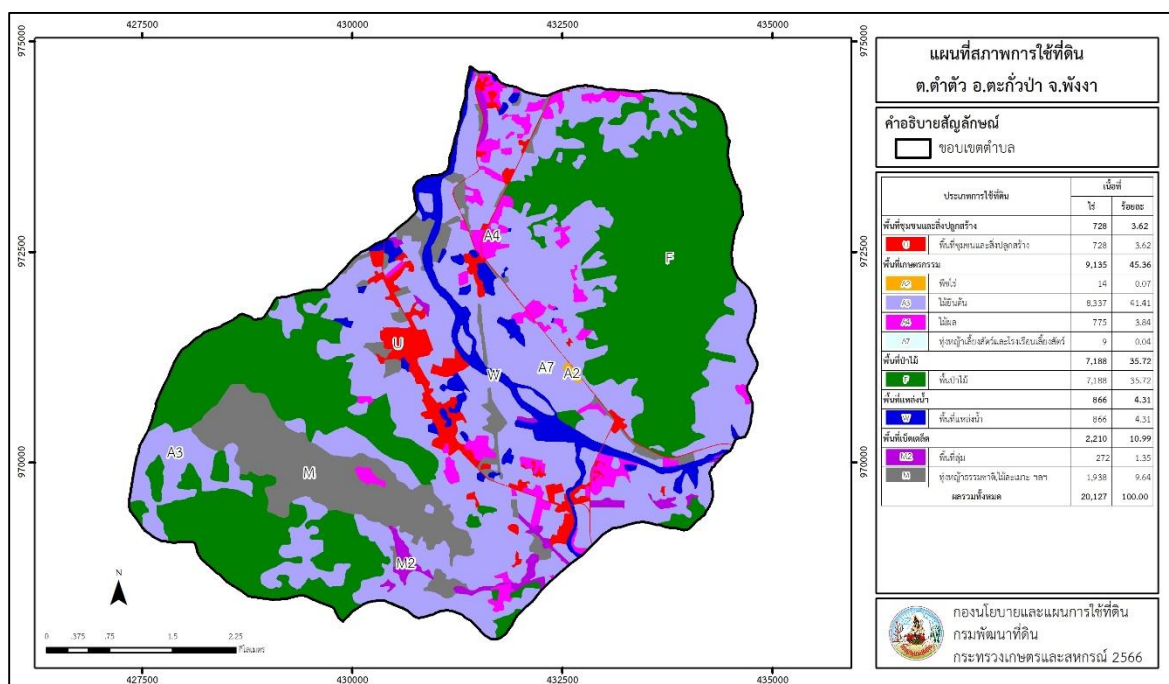 427500 430000 432500 435000
975000 975000
972500 972500
970000 970000
427500 430000 432500 435000
A4
F
U
A7 A2
W
A3
M
M2
N
0 .375 .75 1.5 2.25
กิโลเมตร
แผนที่สภาพการใช้ที่ดิน
ต.ตำตัว อ.ตะกั่วป่า จ.พังงา
คำอธิบายสัญลักษณ์
ขอบเขตตำบล
ประเภทการใช้ที่ดิน เนื้อที่
ไร่ ร้อยละ
พื้นที่ชุมชนและสิ่งปลูกสร้าง 728 3.62
U พื้นที่ชุมชนและสิ่งปลูกสร้าง 728 3.62
พื้นที่เกษตรกรรม 9,135 45.36
A2 พืชไร่ 14 0.07
A3 ไม้ยืนต้น 8,337 41.41
A4 ไม้ผล 775 3.84
A7 ทุ่งหญ้าเลี้ยงสัตว์และโรงเรือนเลี้ยงสัตว์ 9 0.04
พื้นที่ป่าไม้ 7,188 35.72
F พื้นป่าไม้ 7,188 35.72
พื้นที่แหล่งน้ำ 866 4.31
W พื้นที่แหล่งน้ำ 866 4.31
พื้นที่เบ็ดเตล็ด 2,210 10.99
M2 พื้นที่ลุ่ม 272 1.35
M ทุ่งหญ้าธรรมชาติ,ไม้ละเมาะ ฯลฯ 1,938 9.64
ผลรวมทั้งหมด 20,127 100.00
กองนโยบายและแผนการใช้ที่ดิน
กรมพัฒนาที่ดิน
กระทรวงเกษตรและสหกรณ์ 2566